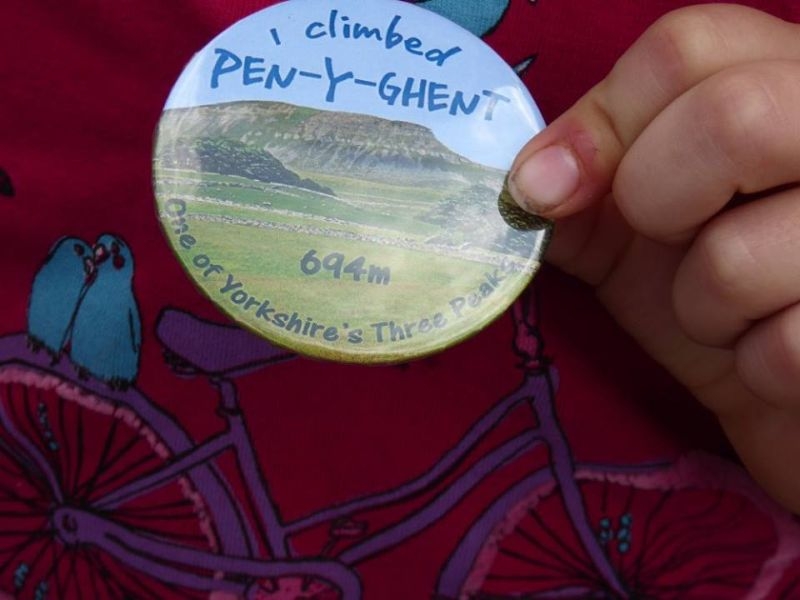 I climbed
PEN-Y-GHENT
694m
One of Yorkshire's Three Peaks